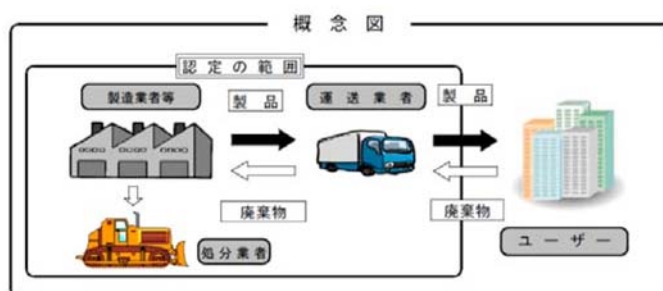 概念図
認定の範囲
製造業者等
製品
運送業者
製品
廃棄物
廃棄物
処分業者
ユーザー